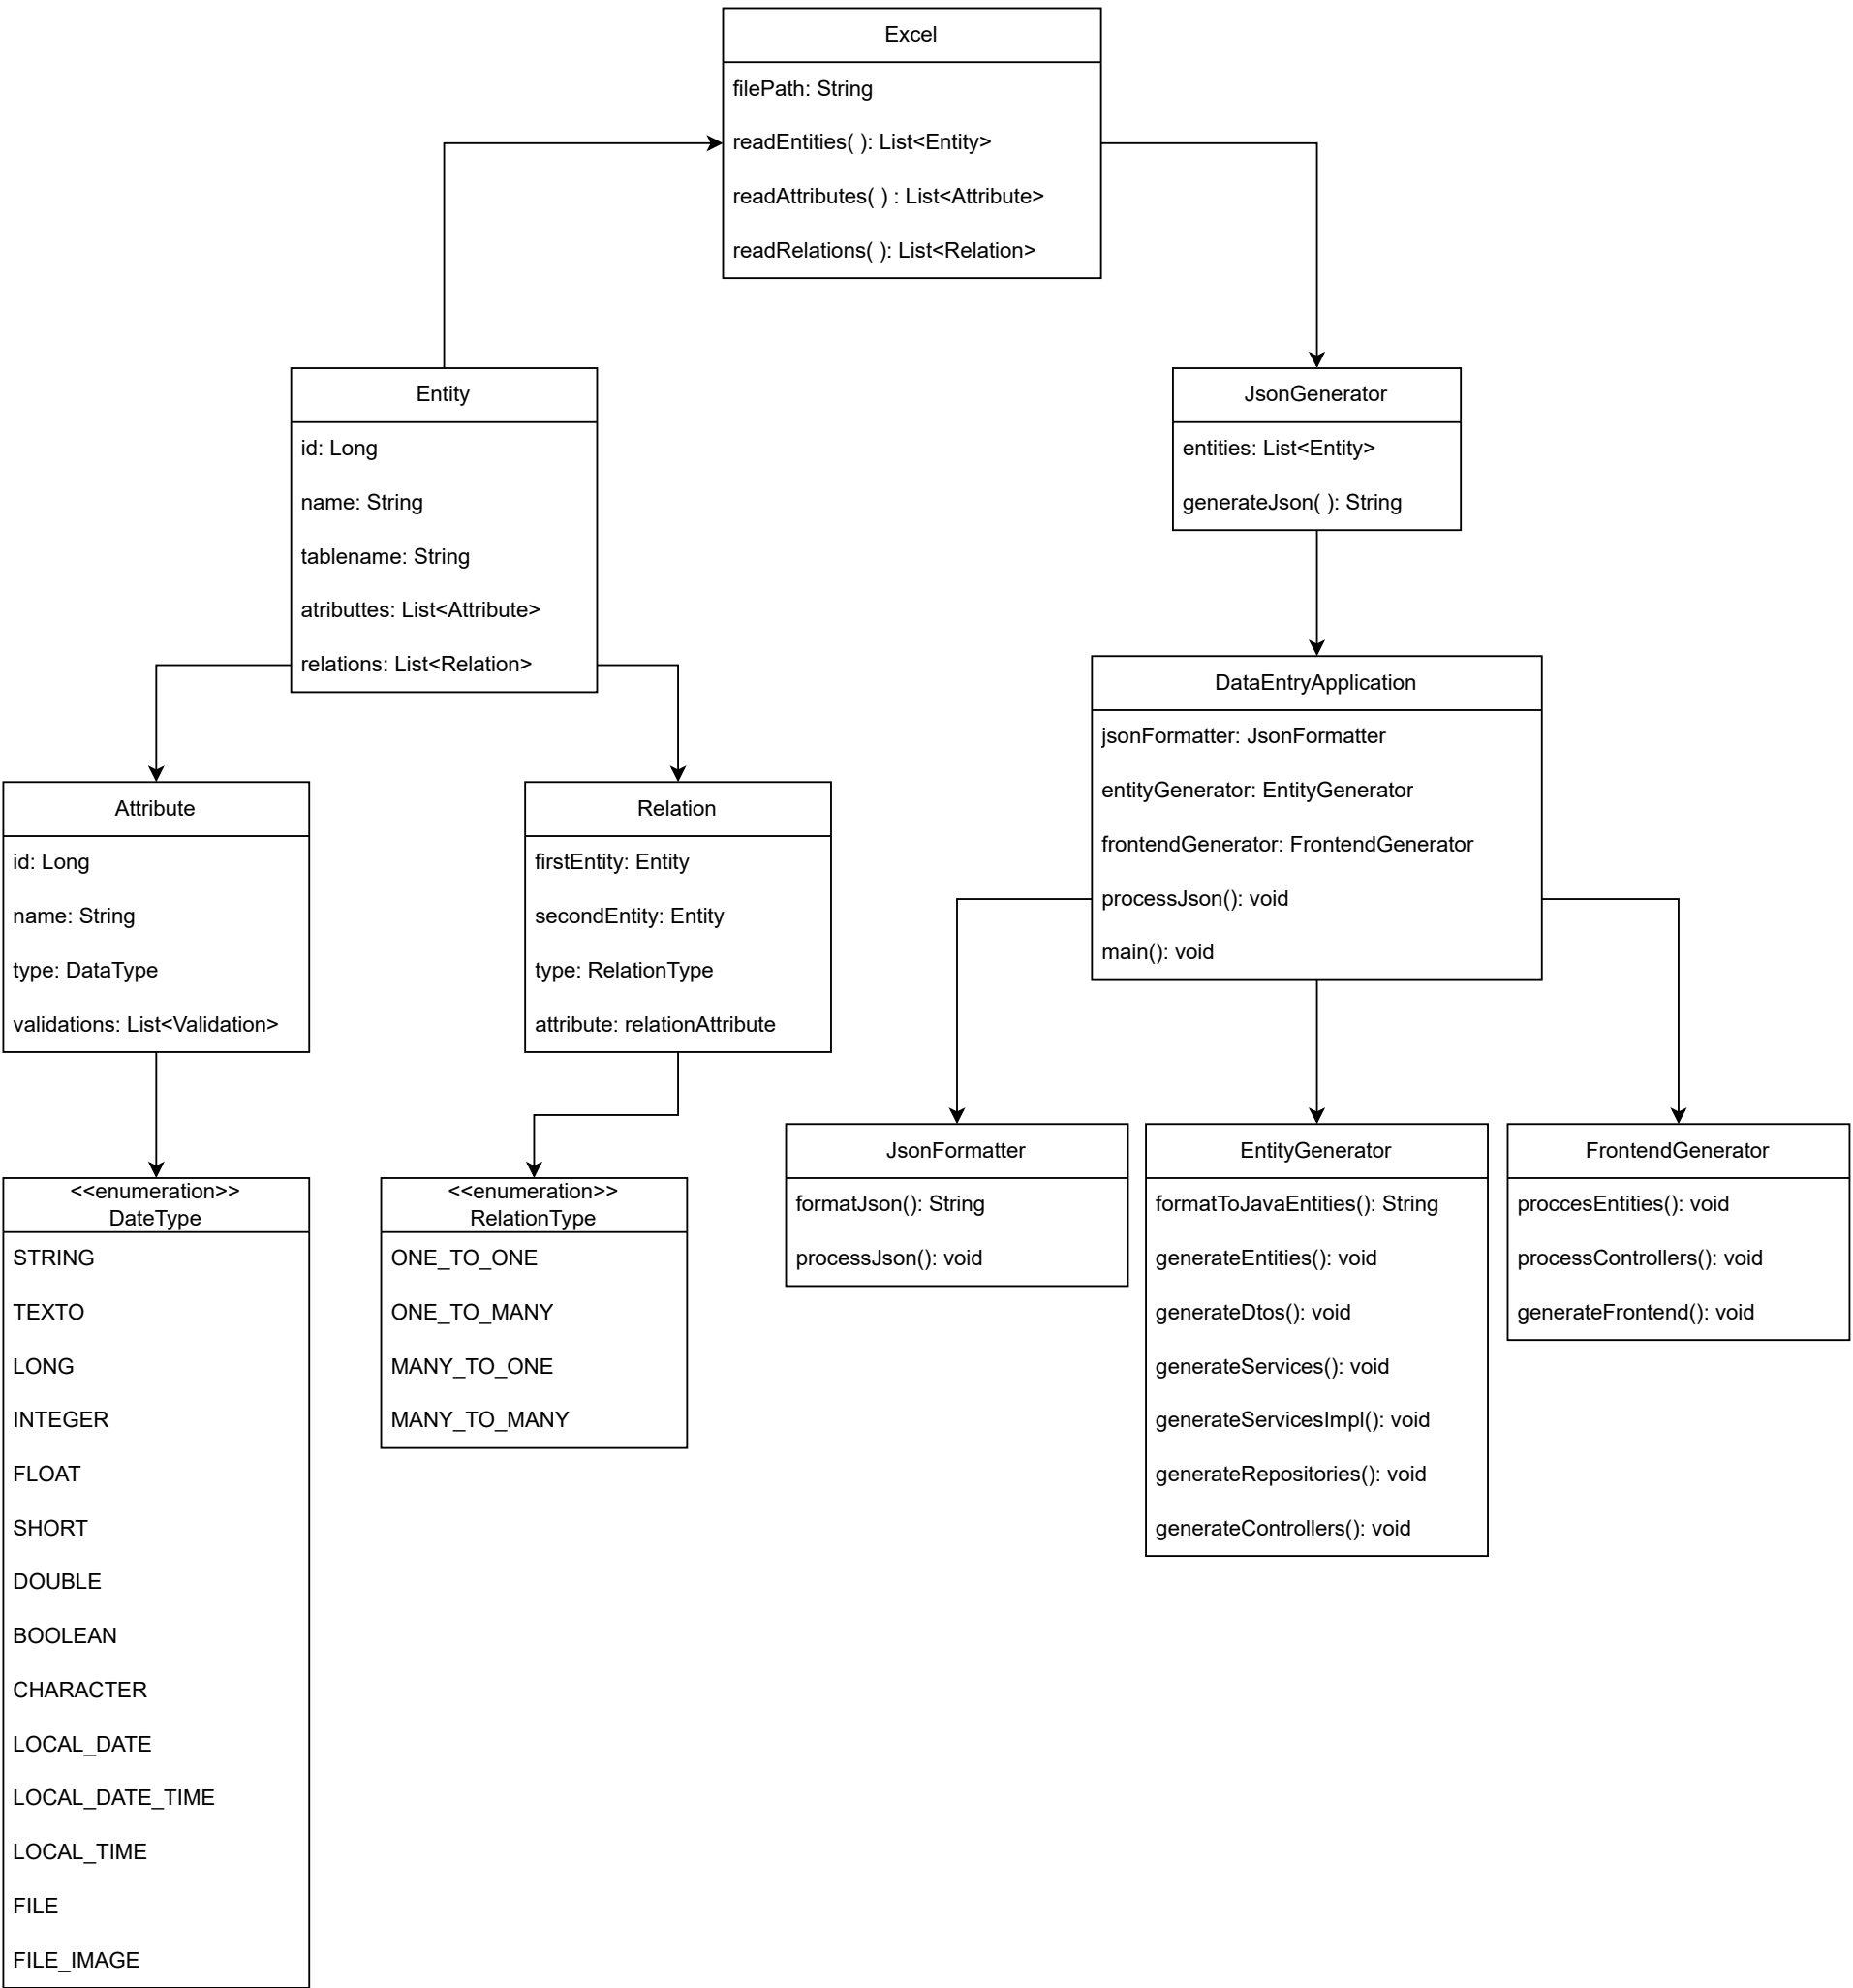 Excel
filePath: String
readEntities( ): List<Entity>
readAttributes( ) : List<Attribute>
readRelations( ): List<Relation>
Entity
id: Long
name: String
tablename: String
atributtes: List<Attribute>
relations: List<Relation>
JsonGenerator
entities: List<Entity>
generateJson( ): String
DataEntryApplication
jsonFormatter: JsonFormatter
entityGenerator: EntityGenerator
frontendGenerator: FrontendGenerator
processJson(): void
main(): void
Attribute
id: Long
name: String
type: DataType
validations: List<Validation>
Relation
firstEntity: Entity
secondEntity: Entity
type: RelationType
attribute: relationAttribute
<<enumeration>>
DateType
STRING
TEXTO
LONG
INTEGER
FLOAT
SHORT
DOUBLE
BOOLEAN
CHARACTER
LOCAL_DATE
LOCAL_DATE_TIME
LOCAL_TIME
FILE
FILE_IMAGE
<<enumeration>>
RelationType
ONE_TO_ONE
ONE_TO_MANY
MANY_TO_ONE
MANY_TO_MANY
JsonFormatter
formatJson(): String
processJson(): void
EntityGenerator
formatToJavaEntities(): String
generateEntities(): void
generateDtos(): void
generateServices(): void
generateServicesImpl(): void
generateRepositories(): void
generateControllers(): void
FrontendGenerator
proccesEntities(): void
processControllers(): void
generateFrontend(): void